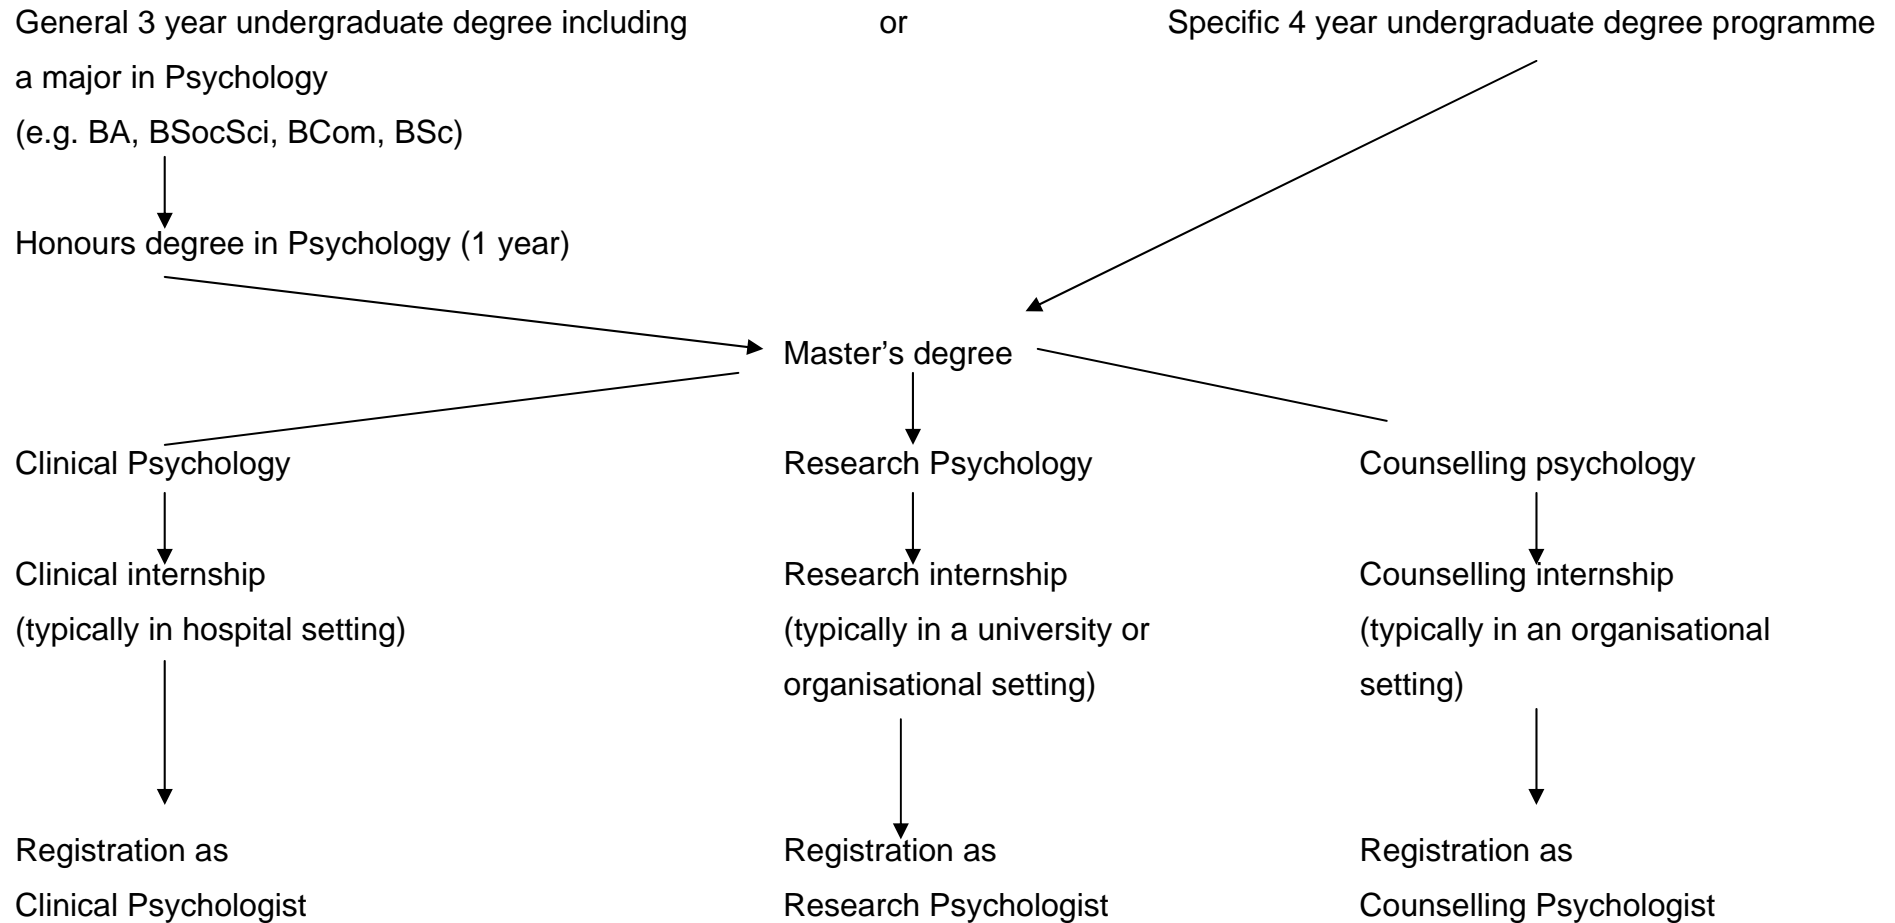 General 3 year undergraduate degree including or Specific 4 year undergraduate degree programme
a major in Psychology
(e.g. BA, BSocSci, BCom, BSc)
Honours degree in Psychology (1 year)
Master’s degree
Clinical Psychology Research Psychology Counselling psychology
Clinical internship Research internship Counselling internship
(typically in hospital setting) (typically in a university or (typically in an organisational
organisational setting) setting)
Registration as Registration as Registration as
Clinical Psychologist Research Psychologist Counselling Psychologist